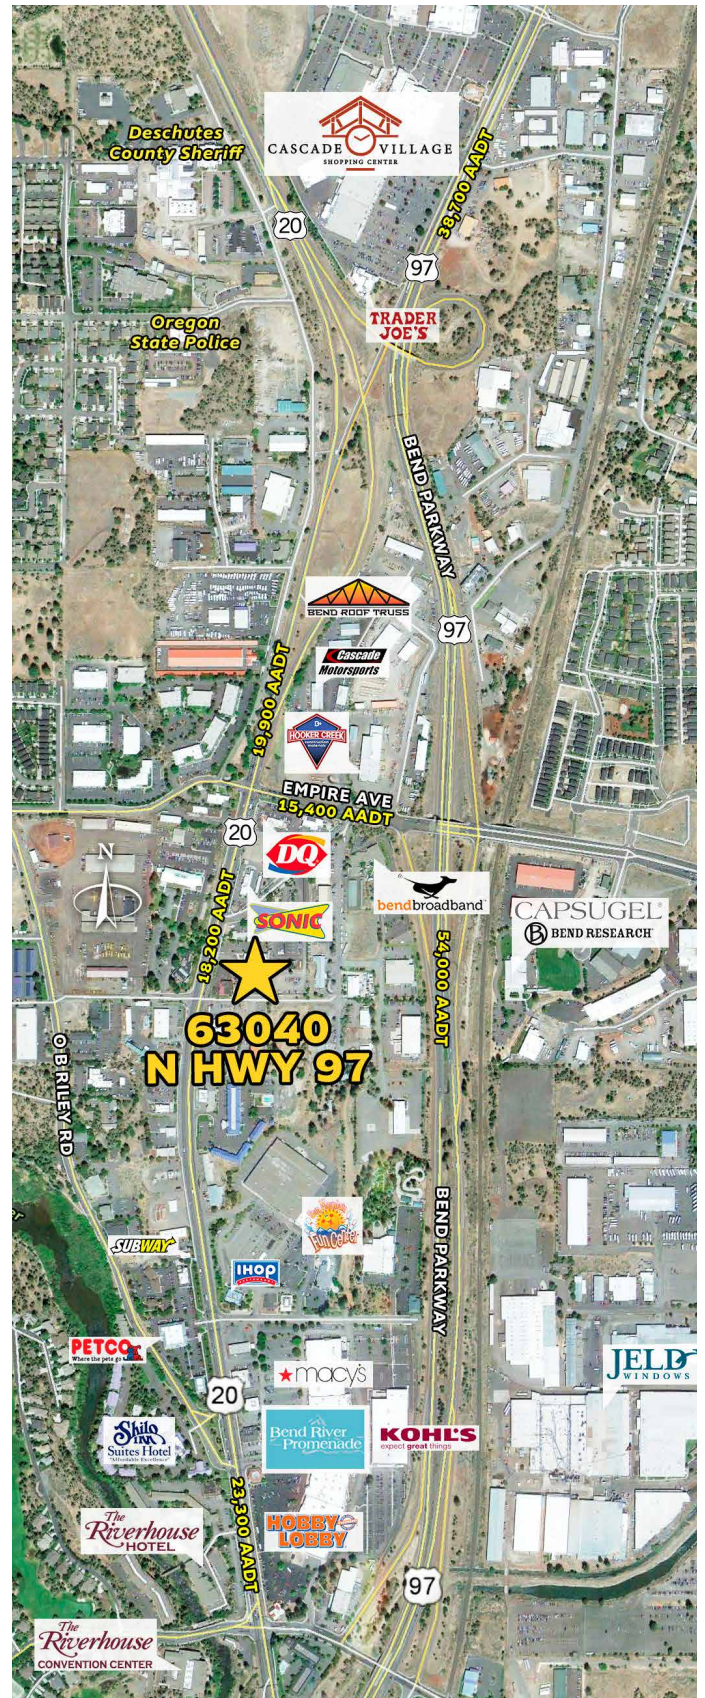 Deschutes
County Sheriff
CASCADE VILLAGE
SHOPPING CENTER
38,700 AADT
20
97
TRADER
JOE'S
Oregon
State Police
BEND PARKWAY
BEND ROOF TRUSS
97
Cascade
Motorsports
19,900 AADT
HOOKER CREEK
EMPIRE AVE
15,400 AADT
20
DQ
N
bendbroadband
CAPSUGEL
BEND RESEARCH
SONIC
18,200 AADT
54,000 AADT
63040
N HWY 97
O B RILEY RD
BEND PARKWAY
Fun Center
SUBWAY
IHOP
RESTAURANT
PETCO
Where the pets go
macy's
JELD
WINDOWS
20
Bend River
Promenade
KOHL'S
expect great things
Shilo
Inn
Suites Hotel
"Affordable Excellence"
23,300 AADT
The
Riverhouse
HOTEL
HOBBY
LOBBY
97
The
Riverhouse
CONVENTION CENTER